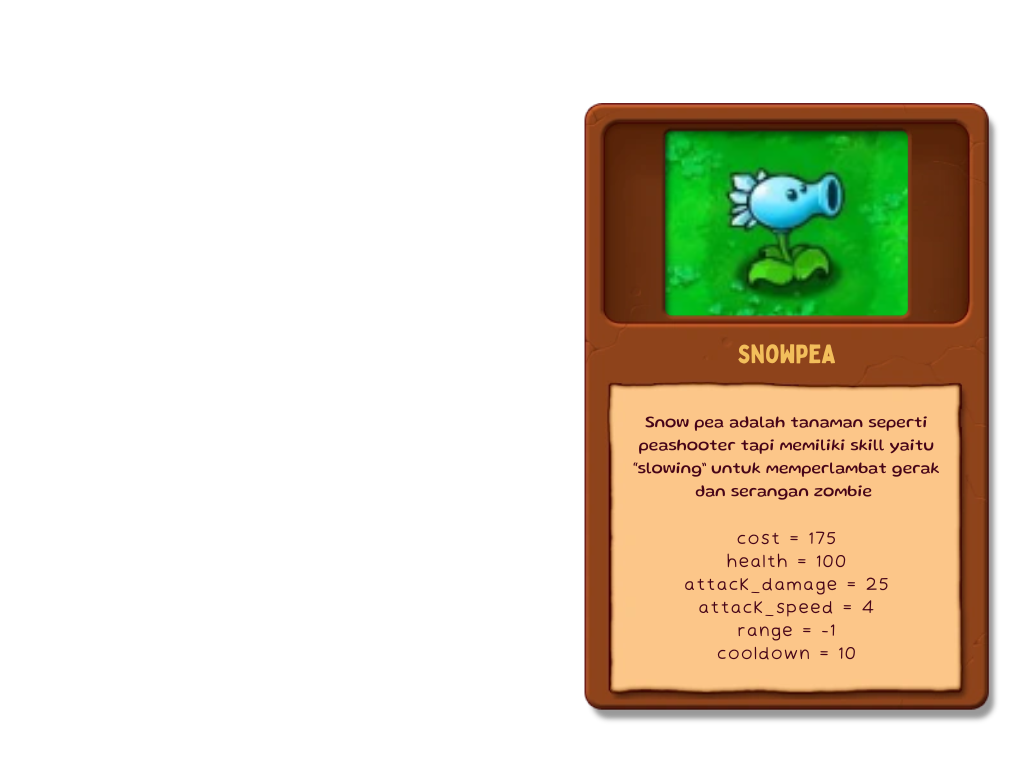 SNOWPEA
Snow pea adalah tanaman seperti
peashooter tapi memiliki skill yaitu
"slowing" untuk memperlambat gerak
dan serangan zombie
cost = 175
health = 100
attack_damage = 25
attack_speed = 4
range = -1
cooldown = 10